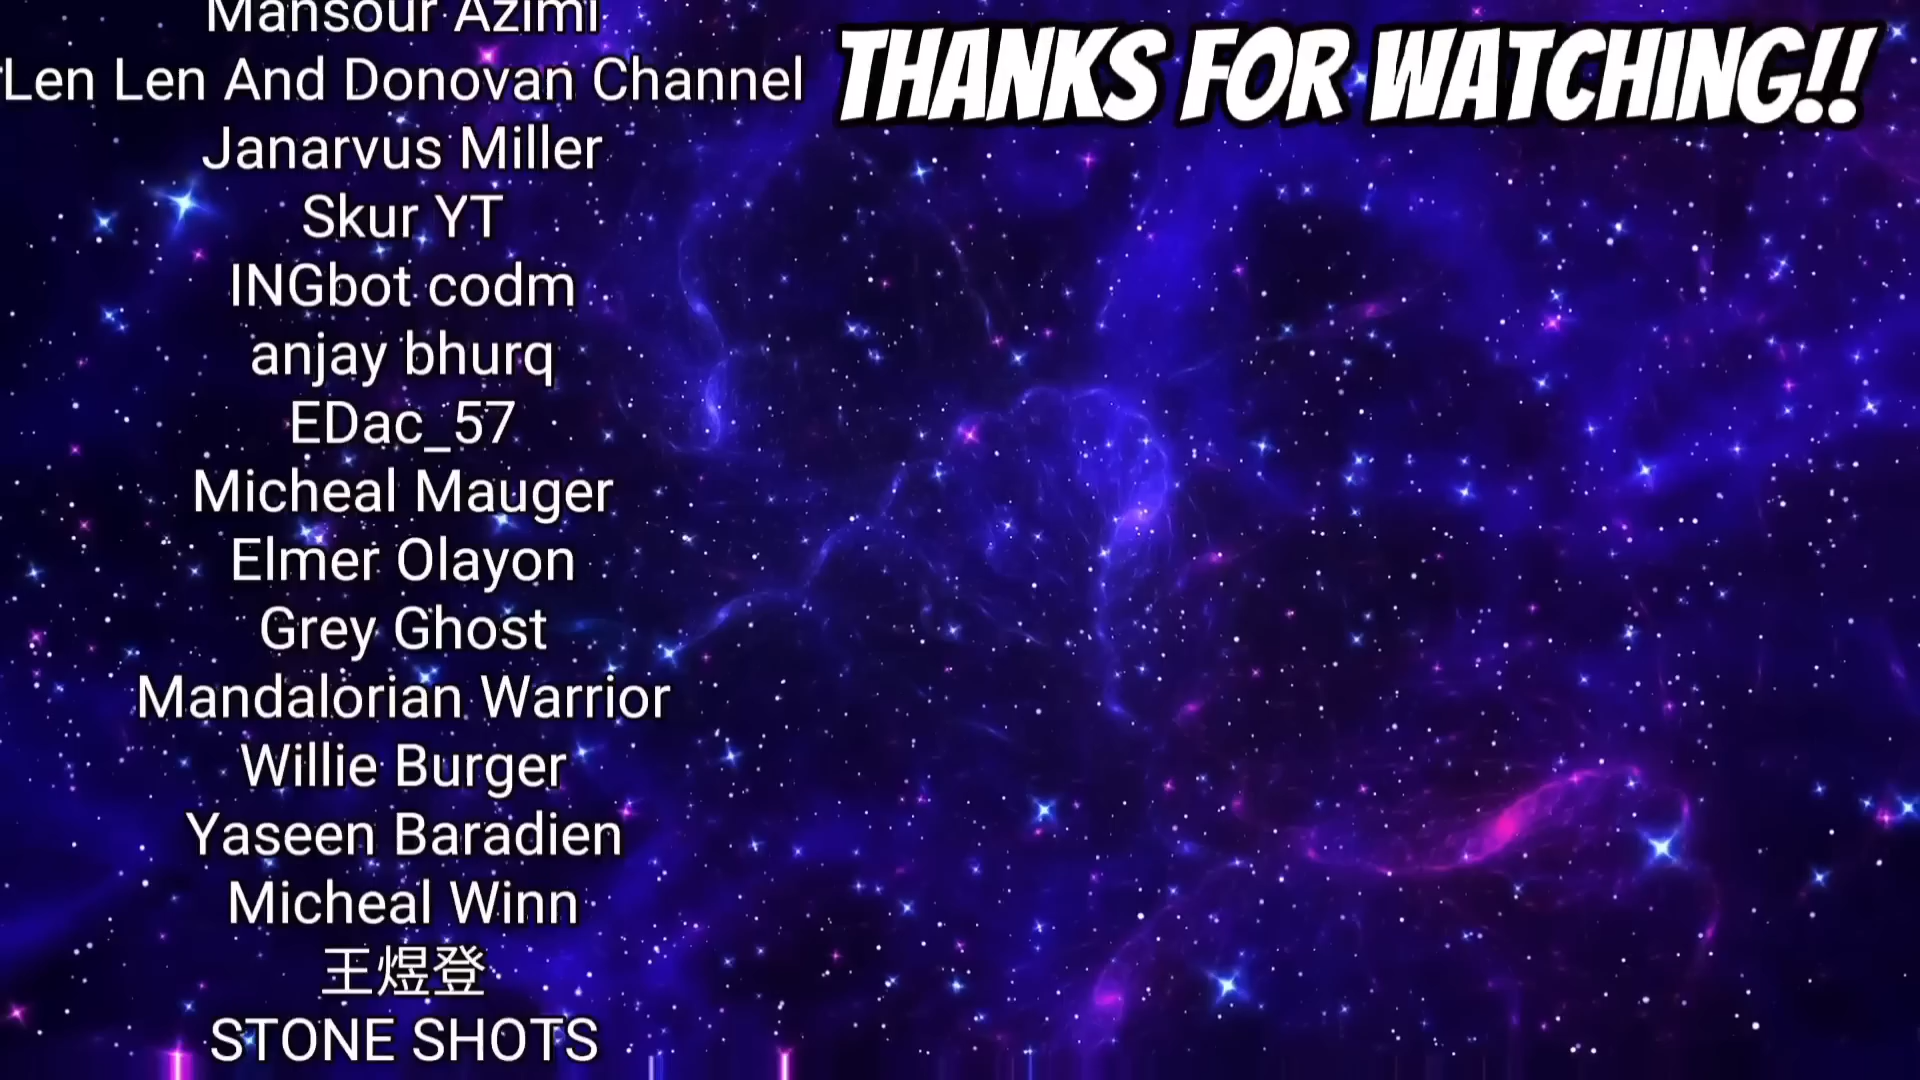 Mansour Azimi
Len Len And Donovan Channel
Janarvus Miller
Skur YT
INGbot codm
anjay bhurq
EDac_57
Micheal Mauger
Elmer Olayon
Grey Ghost
Mandalorian Warrior
Willie Burger
Yaseen Baradien
Micheal Winn
王煜登
STONE SHOTS
THANKS FOR WATCHING!!